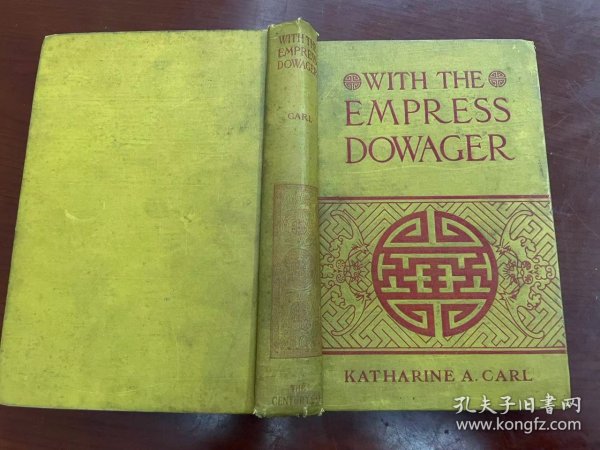 WITH THE
EMPRESS
DOWAGER
CARL
THE
CENTURY CO
WITH THE
EMPRESS
DOWAGER
KATHARINE A. CARL
孔夫子旧书网
www.kongfz.com